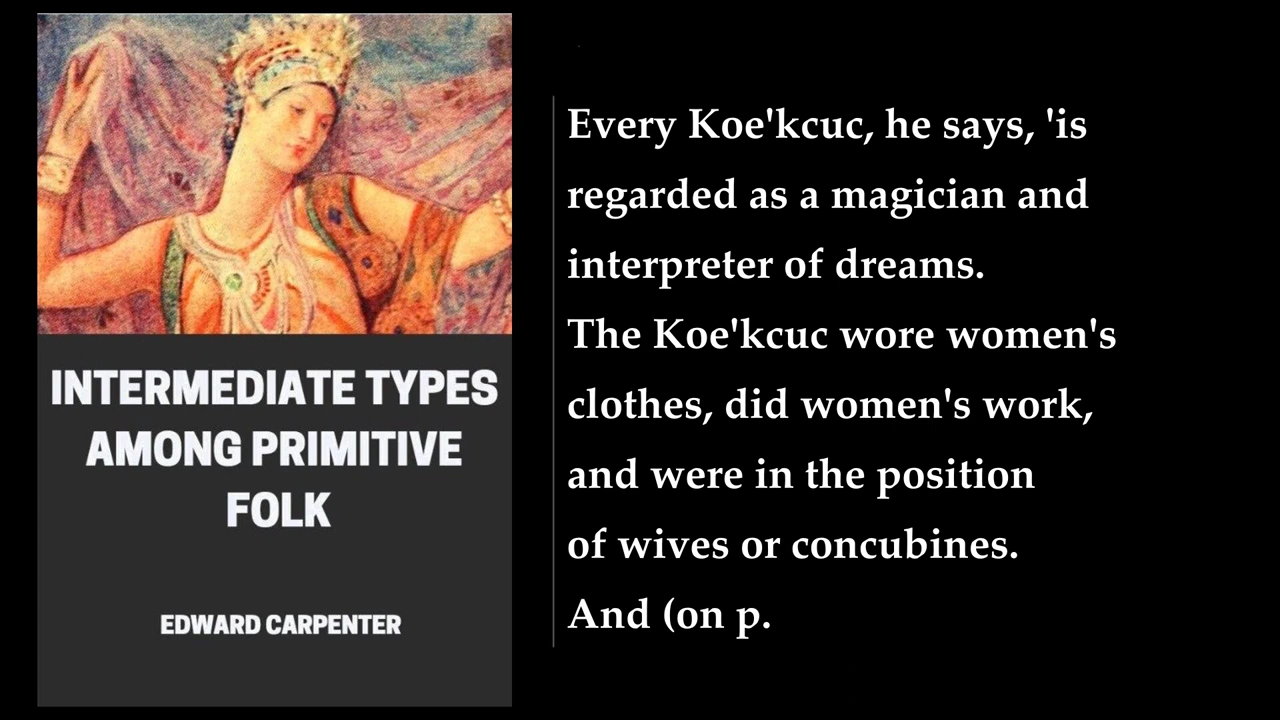 INTERMEDIATE TYPES
AMONG PRIMITIVE
FOLK
EDWARD CARPENTER
Every Koe'kcuc, he says, 'is
regarded as a magician and
interpreter of dreams.
The Koe'kcuc wore women's
clothes, did women's work,
and were in the position
of wives or concubines.
And (on p.